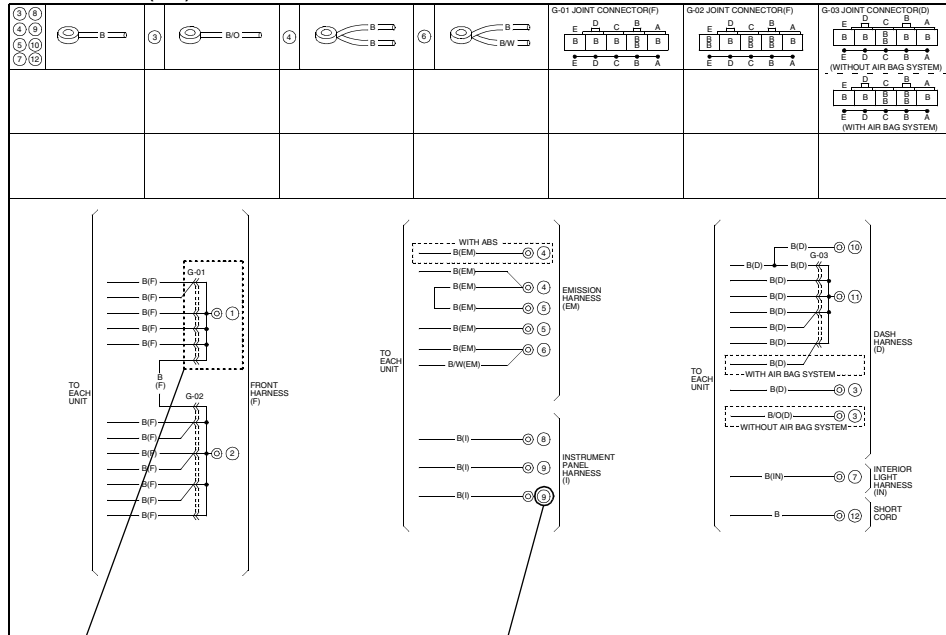 3 8
4 9
5 10
7 12
B
3
B/O
4
B
B
6
B
B/W
G-01 JOINT CONNECTOR(F)
E D C B A
B B B B B
B
E D C B A
G-02 JOINT CONNECTOR(F)
E D C B A
B B B B B
B B
E D C B A
G-03 JOINT CONNECTOR(D)
E D C B A
B B B B B
B
E D C B A
(WITHOUT AIR BAG SYSTEM)
E D C B A
B B B B B
B B
E D C B A
(WITH AIR BAG SYSTEM)
G-01
B(F)
B(F)
B(F)
B(F)
B(F)
1
B
(F)
G-02
B(F)
B(F)
B(F)
B(F)
B(F)
B(F)
B(F)
2
TO
EACH
UNIT
FRONT
HARNESS
(F)
WITH ABS
B(EM) 4
B(EM)
B(EM) 4
B(EM) 5
B(EM) 5
B(EM) 6
B/W(EM)
TO
EACH
UNIT
EMISSION
HARNESS
(EM)
B(I) 8
B(I) 9
B(I) 9
INSTRUMENT
PANEL
HARNESS
(I)
B(D) 10
G-03
B(D) B(D)
B(D)
B(D) 11
B(D)
B(D)
B(D)
WITH AIR BAG SYSTEM
B(D) 3
B/O(D) 3
WITHOUT AIR BAG SYSTEM
TO
EACH
UNIT
DASH
HARNESS
(D)
B(IN) 7
INTERIOR
LIGHT
HARNESS
(IN)
B 12
SHORT
CORD